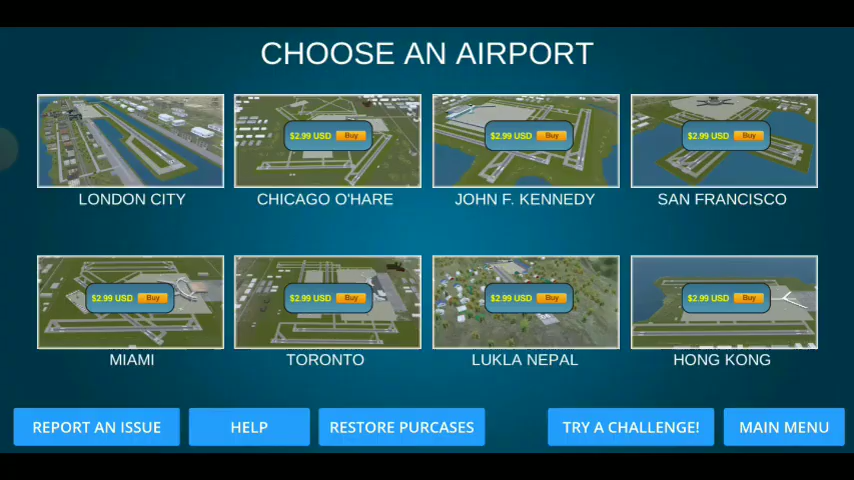 CHOOSE AN AIRPORT
$2.99 USD Buy
$2.99 USD Buy
$2.99 USD Buy
LONDON CITY
CHICAGO O'HARE
JOHN F. KENNEDY
SAN FRANCISCO
$2.99 USD Buy
$2.99 USD Buy
$2.99 USD Buy
$2.99 USD Buy
MIAMI
TORONTO
LUKLA NEPAL
HONG KONG
REPORT AN ISSUE
HELP
RESTORE PURCASES
TRY A CHALLENGE!
MAIN MENU